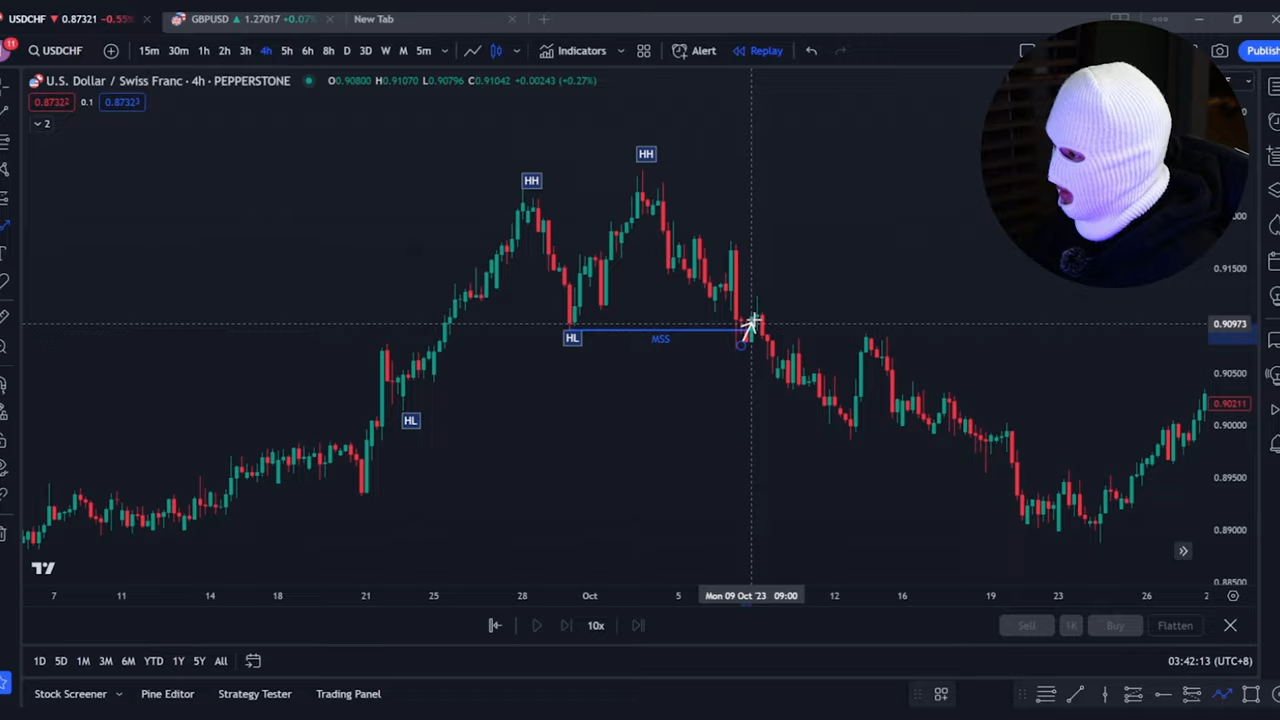 USDCHF ▼ 0.87321 -0.55%
GBPUSD ▲ 1.27017 +0.07%
New Tab
11
USDCHF
15m 30m 1h 2h 3h 4h 5h 6h 8h D 3D W M 5m
Indicators
Alert
Replay
Publish
U.S. Dollar / Swiss Franc · 4h · PEPPERSTONE
O0.90800 H0.91070 L0.90796 C0.91042 +0.00243 (+0.27%)
0.87322 0.1 0.87323
2
HH
HH
HL
MSS
HL
0.91500
0.90973
0.90500
0.90211
0.90000
0.89500
0.89000
0.88500
7 11 14 18 21 25 28 Oct 5 Mon 09 Oct '23 09:00 12 16 19 23 26
10x
Sell 1K Buy Flatten
1D 5D 1M 3M 6M YTD 1Y 5Y All
03:42:13 (UTC+8)
Stock Screener Pine Editor Strategy Tester Trading Panel